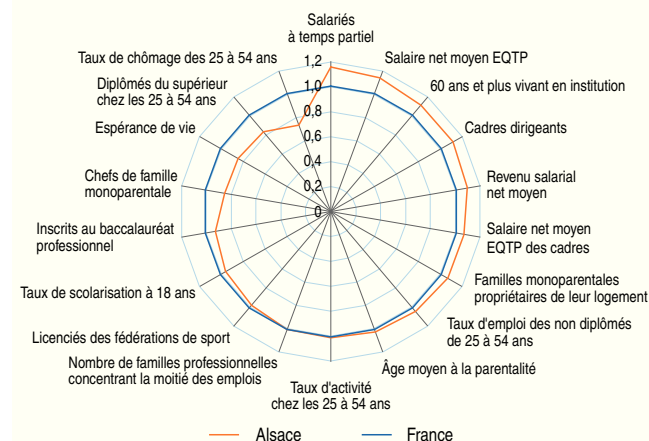 Salariés
à temps partiel
Taux de chômage des 25 à 54 ans
1,2
Salaire net moyen EQTP
Diplômés du supérieur
chez les 25 à 54 ans
1,0
60 ans et plus vivant en institution
Espérance de vie
0,8
Cadres dirigeants
0,6
Chefs de famille
monoparentale
0,4
Revenu salarial
net moyen
0,2
0
Inscrits au baccalauréat
professionnel
Salaire net moyen
EQTP des cadres
Taux de scolarisation à 18 ans
Familles monoparentales
propriétaires de leur logement
Licenciés des fédérations de sport
Taux d'emploi des non diplômés
de 25 à 54 ans
Nombre de familles professionnelles
concentrant la moitié des emplois
Âge moyen à la parentalité
Taux d'activité
chez les 25 à 54 ans
Alsace
France